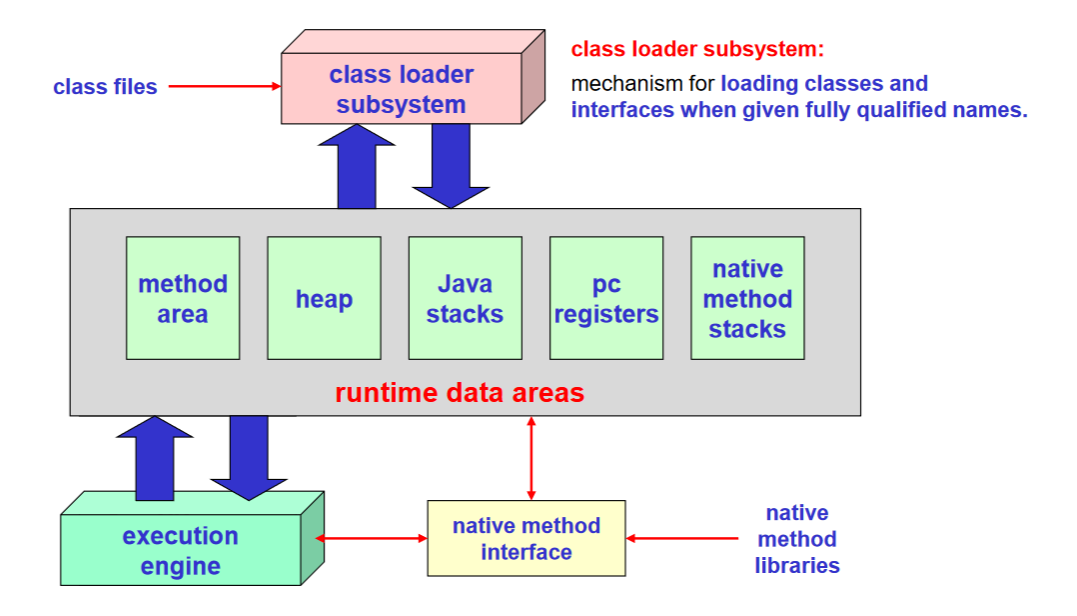 class files
class loader
subsystem
class loader subsystem:
mechanism for loading classes and
interfaces when given fully qualified names.
method
area
heap
Java
stacks
pc
registers
native
method
stacks
runtime data areas
execution
engine
native method
interface
native
method
libraries